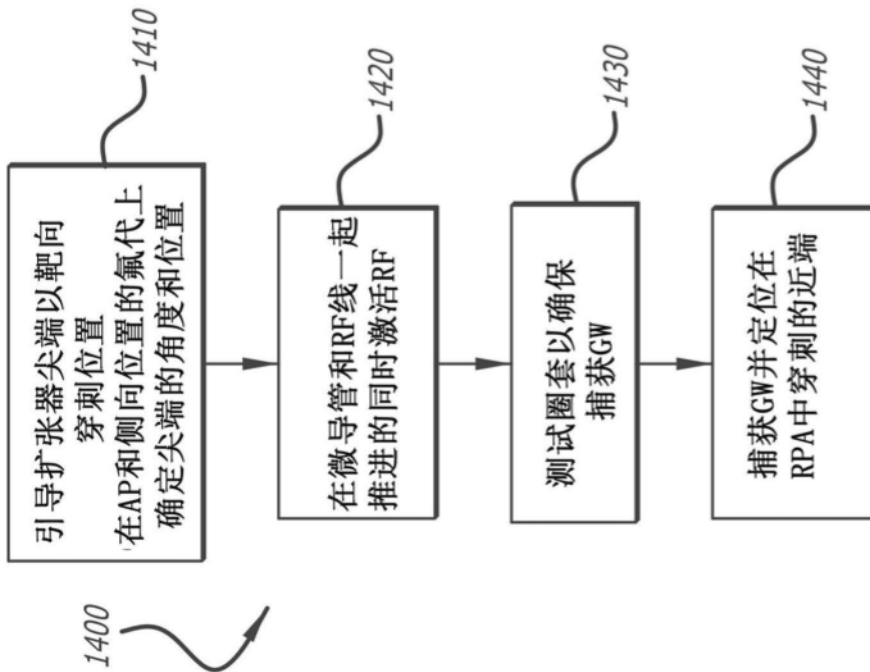 1400
引导扩张器尖端以靶向
穿刺位置
在AP和侧向位置的氟代上
确定尖端的角度和位置
1410
在微导管和RF线一起
推进的同时激活RF
1420
测试圈套以确保
捕获GW
1430
捕获GW并定位在
RPA中穿刺的近端
1440